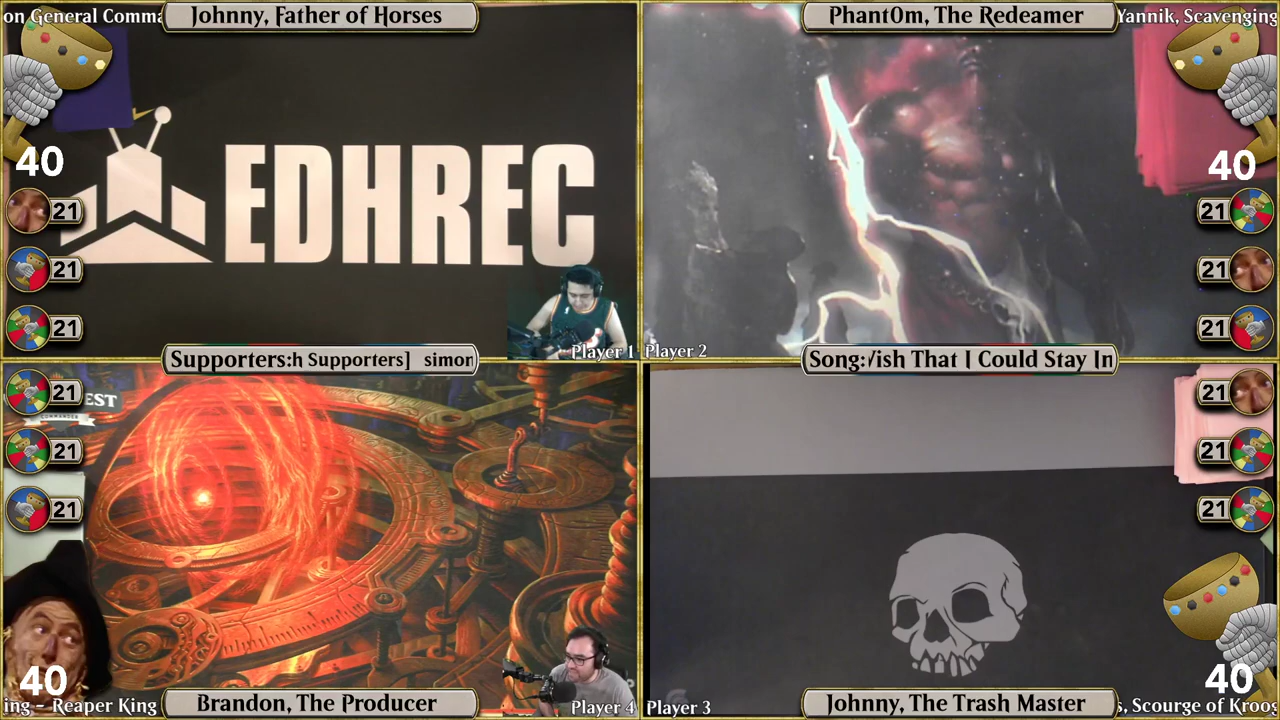 on General Comma
Johnny, Father of Horses
40
21
21
21
EDHREC
Player 1
Supporters:h Supporters] simon
Phant0m, The Redeamer
Yannik, Scavenging
40
21
21
21
Player 2
Song:Wish That I Could Stay In
21
EST
COMMANDER
21
21
40
ing - Reaper King
Brandon, The Producer
Player 4
21
21
21
40
Player 3
Johnny, The Trash Master
s, Scourge of Kroog